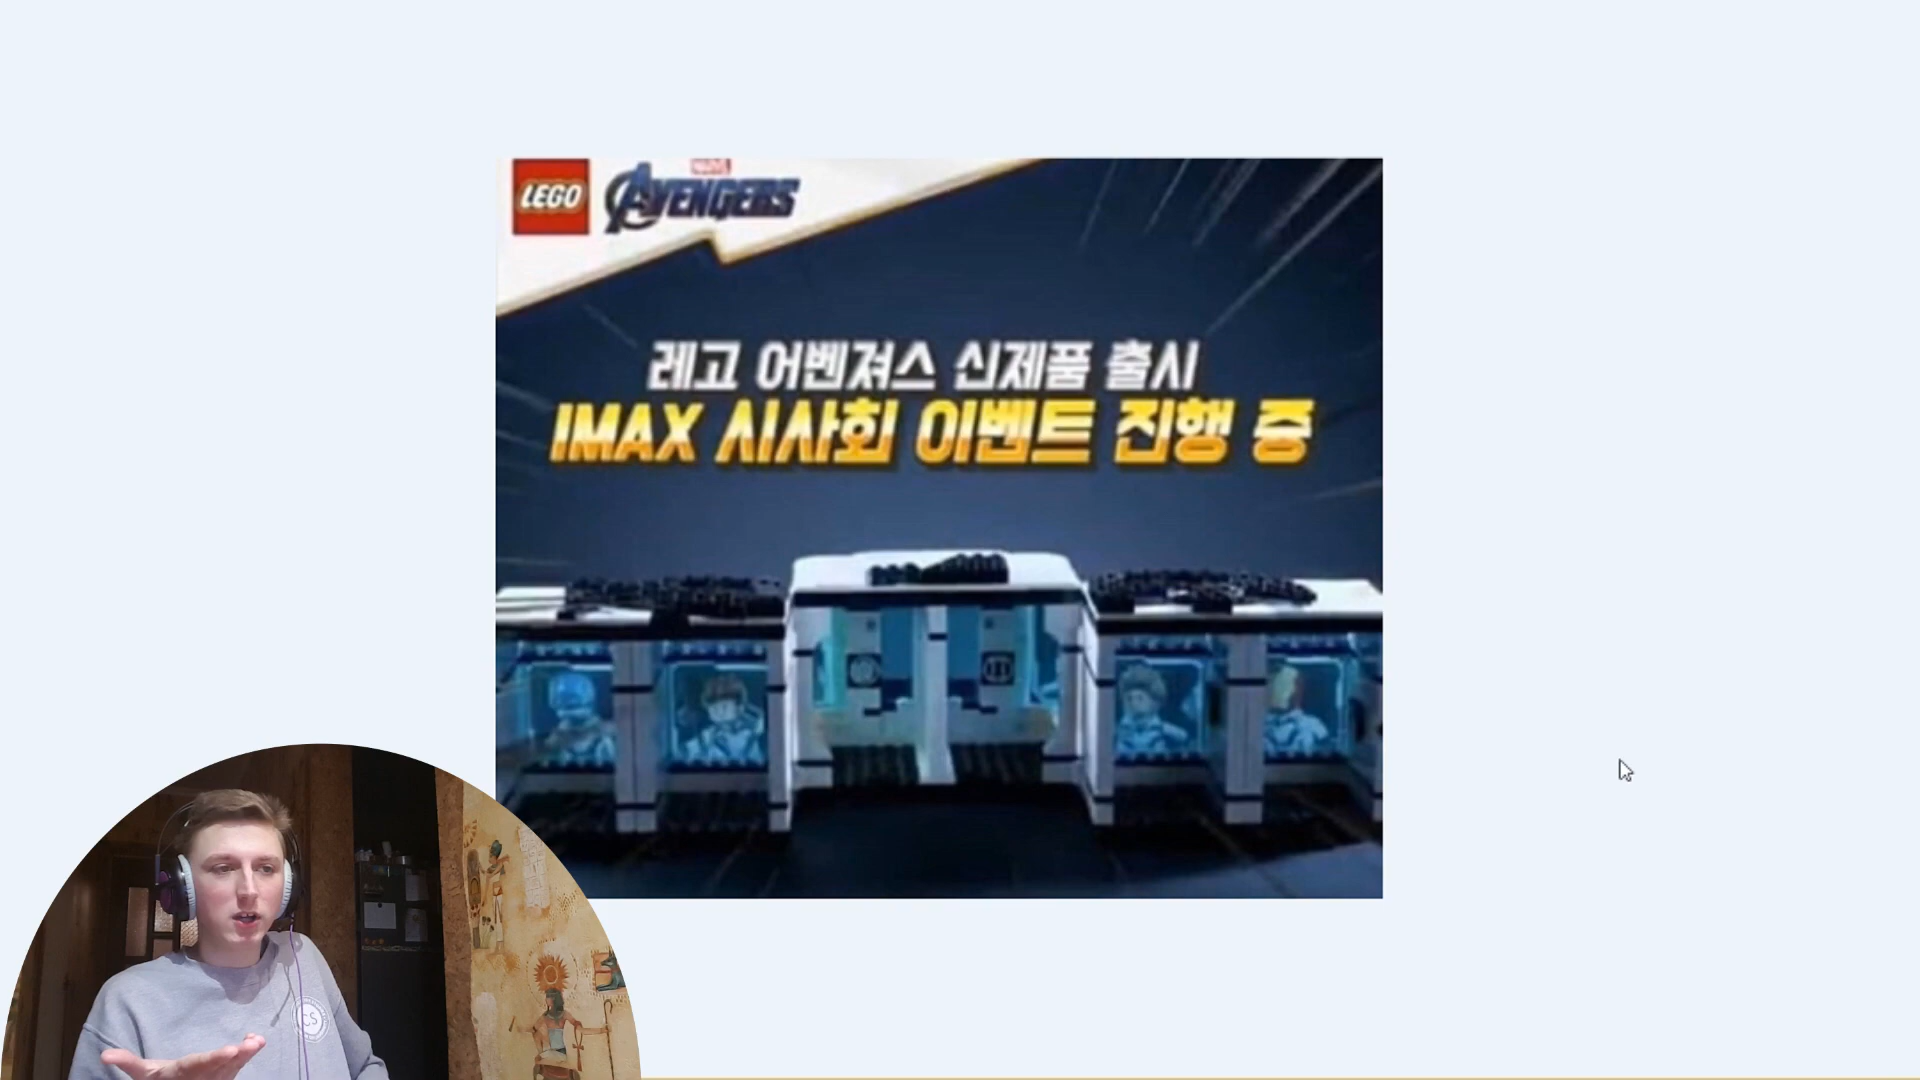 LEGO
MARVEL
AVENGERS
레고 어벤져스 신제품 출시
IMAX 시사회 이벤트 진행 중
CS